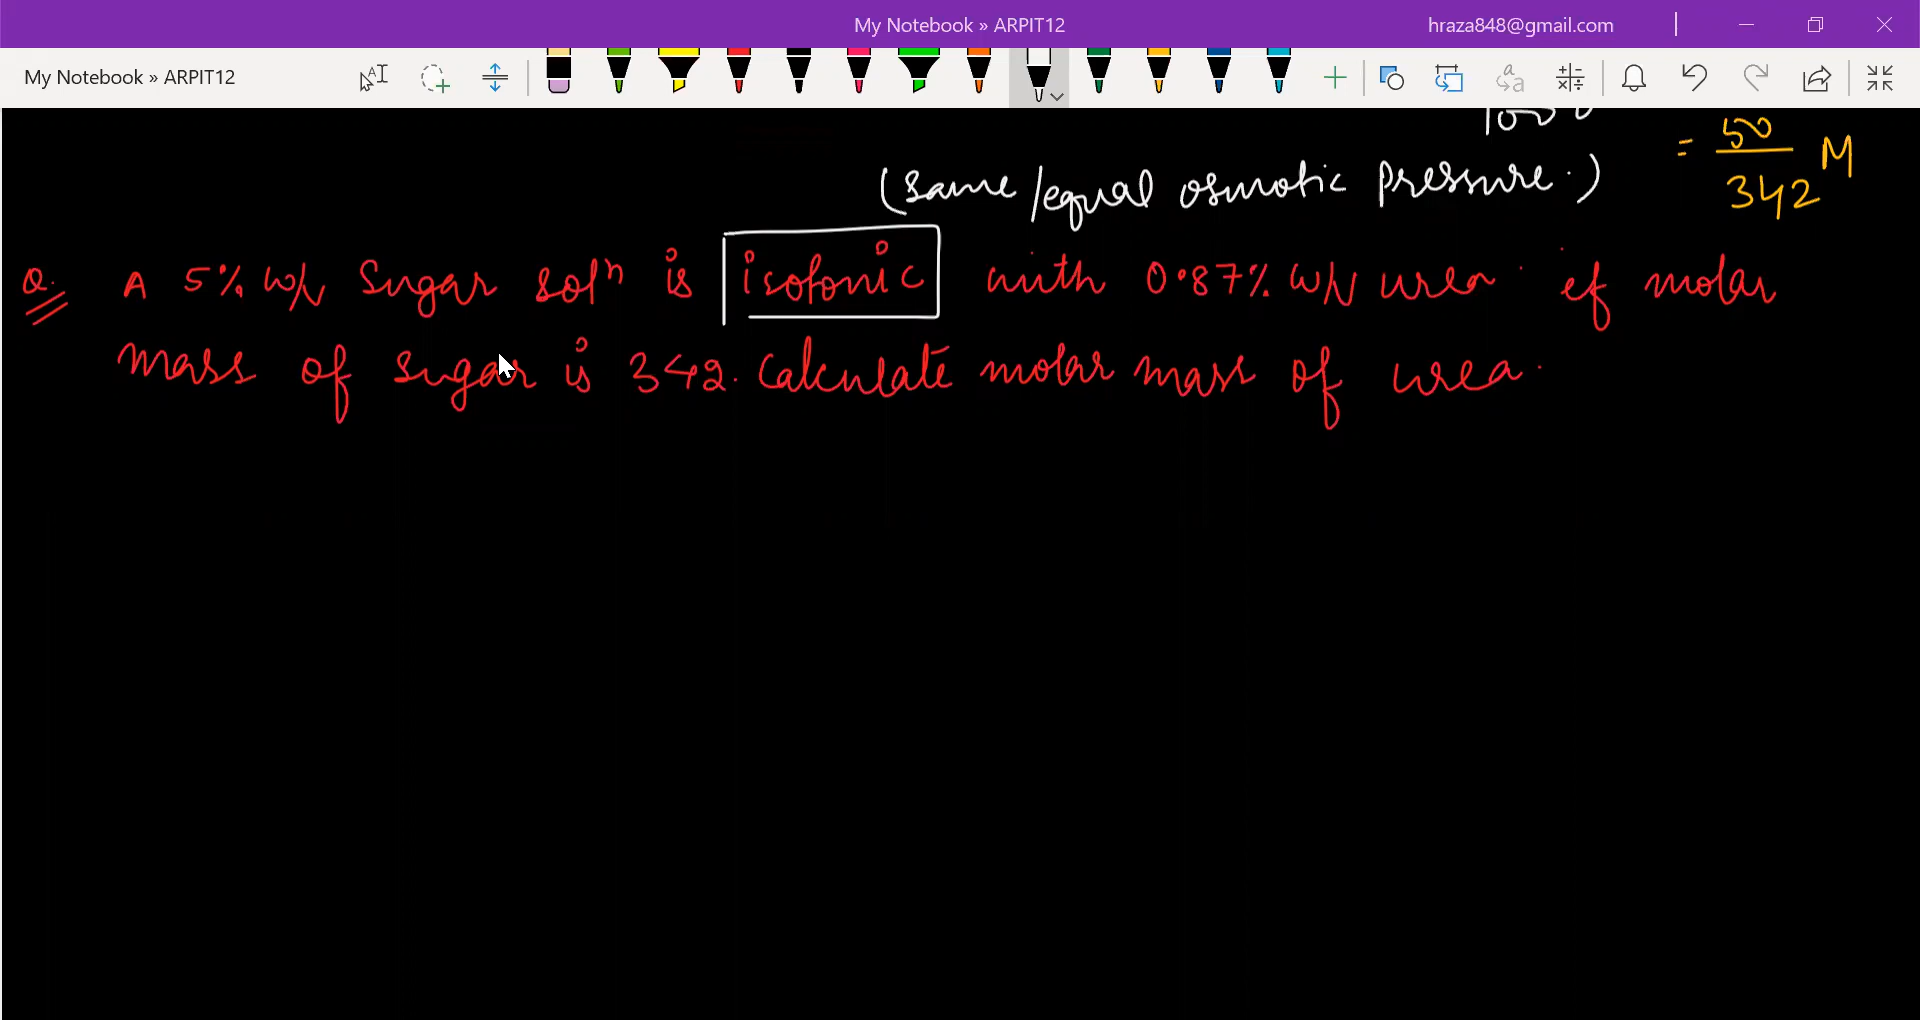 My Notebook » ARPIT12
hraza848@gmail.com
My Notebook » ARPIT12
1000
= 50/342 M
(same/equal osmotic pressure.)
Q. A 5% w/v Sugar solⁿ is isotonic with 0.87% w/v urea. if molar
mass of sugar is 342. Calculate molar mass of urea.